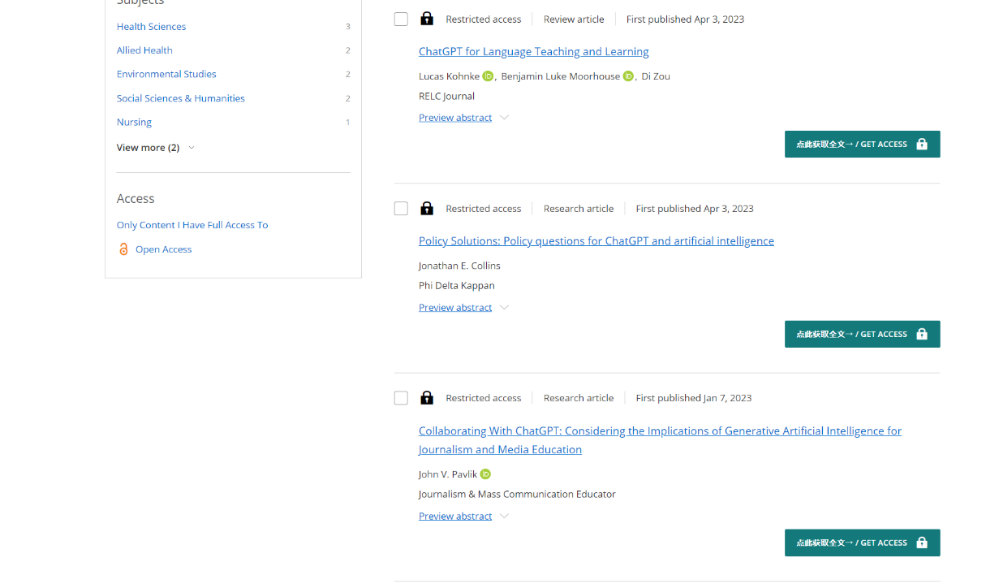 Subjects
Health Sciences 3
Allied Health 2
Environmental Studies 2
Social Sciences & Humanities 2
Nursing 1
View more (2)
Access
Only Content I Have Full Access To
Open Access
Restricted access Review article First published Apr 3, 2023
ChatGPT for Language Teaching and Learning
Lucas Kohnke iD, Benjamin Luke Moorhouse iD, Di Zou
RELC Journal
Preview abstract
点此获取全文→ / GET ACCESS
Restricted access Research article First published Apr 3, 2023
Policy Solutions: Policy questions for ChatGPT and artificial intelligence
Jonathan E. Collins
Phi Delta Kappan
Preview abstract
点此获取全文→ / GET ACCESS
Restricted access Research article First published Jan 7, 2023
Collaborating With ChatGPT: Considering the Implications of Generative Artificial Intelligence for
Journalism and Media Education
John V. Pavlik iD
Journalism & Mass Communication Educator
Preview abstract
点此获取全文→ / GET ACCESS